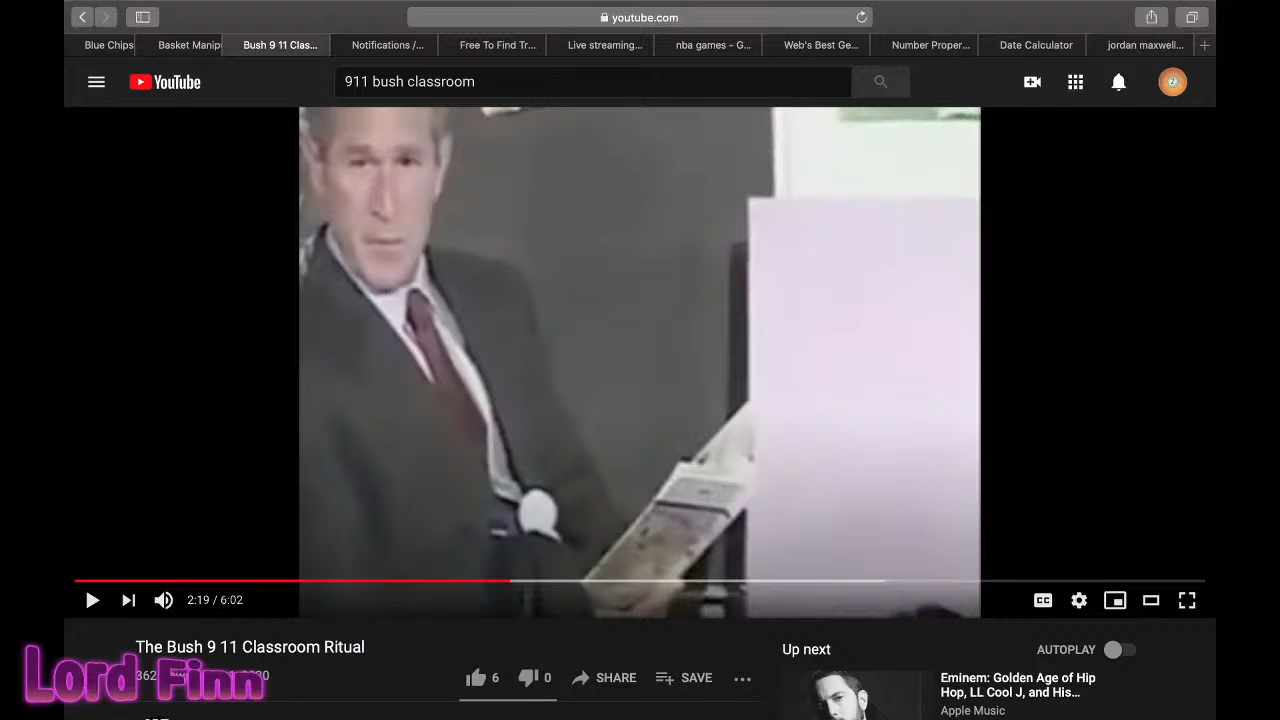 youtube.com
Blue Chips
Basket Manip
Bush 9 11 Clas...
Notifications /...
Free To Find Tr...
Live streaming...
nba games - G...
Web's Best Ge...
Number Proper...
Date Calculator
jordan maxwell...
YouTube
911 bush classroom
Z
2:19 / 6:02
CC
The Bush 9 11 Classroom Ritual
Up next
AUTOPLAY
362
6
0
SHARE
SAVE
Lord Finn
Eminem: Golden Age of Hip
Hop, LL Cool J, and His...
Apple Music